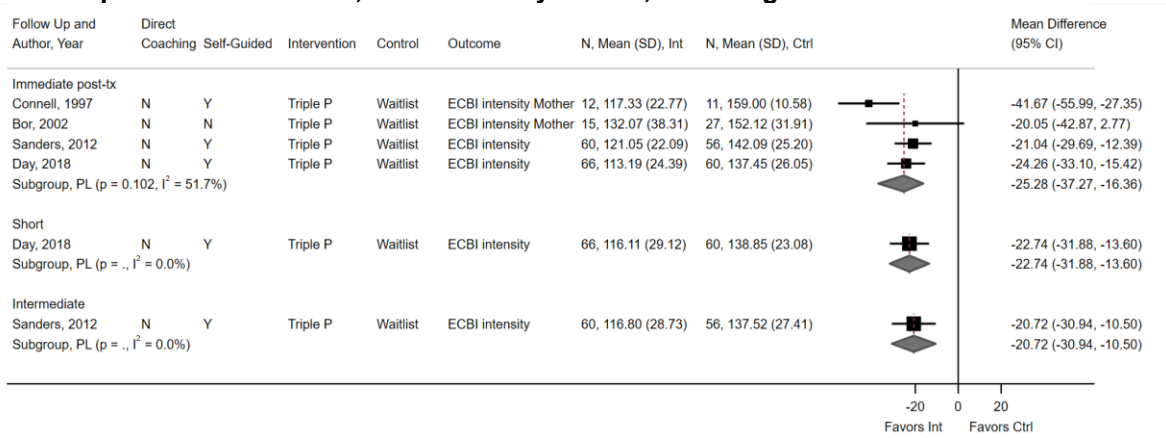 Follow Up and Direct Mean Difference
Author, Year Coaching Self-Guided Intervention Control Outcome N, Mean (SD), Int N, Mean (SD), Ctrl (95% CI)
Immediate post-tx
Connell, 1997 N Y Triple P Waitlist ECBI intensity Mother 12, 117.33 (22.77) 11, 159.00 (10.58) -41.67 (-55.99, -27.35)
Bor, 2002 N N Triple P Waitlist ECBI intensity Mother 15, 132.07 (38.31) 27, 152.12 (31.91) -20.05 (-42.87, 2.77)
Sanders, 2012 N Y Triple P Waitlist ECBI intensity 60, 121.05 (22.09) 56, 142.09 (25.20) -21.04 (-29.69, -12.39)
Day, 2018 N Y Triple P Waitlist ECBI intensity 66, 113.19 (24.39) 60, 137.45 (26.05) -24.26 (-33.10, -15.42)
Subgroup, PL (p = 0.102, I² = 51.7%) -25.28 (-37.27, -16.36)
Short
Day, 2018 N Y Triple P Waitlist ECBI intensity 66, 116.11 (29.12) 60, 138.85 (23.08) -22.74 (-31.88, -13.60)
Subgroup, PL (p = ., I² = 0.0%) -22.74 (-31.88, -13.60)
Intermediate
Sanders, 2012 N Y Triple P Waitlist ECBI intensity 60, 116.80 (28.73) 56, 137.52 (27.41) -20.72 (-30.94, -10.50)
Subgroup, PL (p = ., I² = 0.0%) -20.72 (-30.94, -10.50)
-20 0 20
Favors Int Favors Ctrl